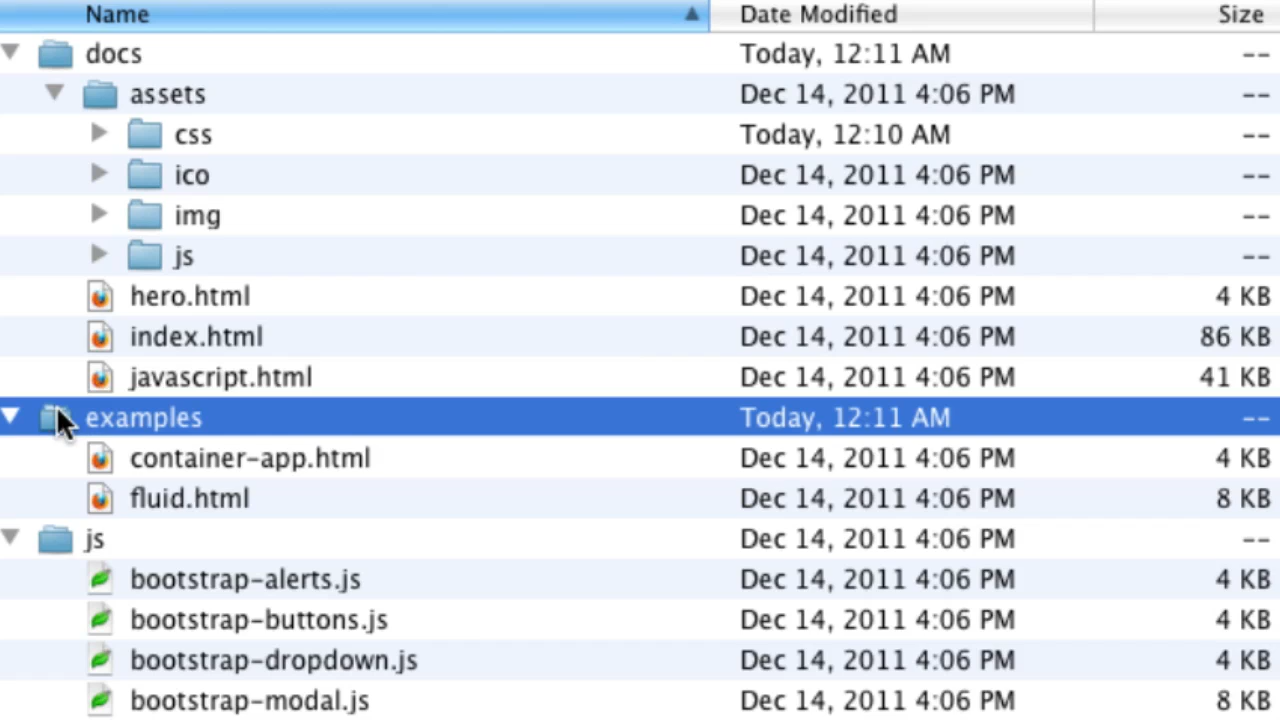 Name Date Modified Size
docs Today, 12:11 AM --
assets Dec 14, 2011 4:06 PM --
css Today, 12:10 AM --
ico Dec 14, 2011 4:06 PM --
img Dec 14, 2011 4:06 PM --
js Dec 14, 2011 4:06 PM --
hero.html Dec 14, 2011 4:06 PM 4 KB
index.html Dec 14, 2011 4:06 PM 86 KB
javascript.html Dec 14, 2011 4:06 PM 41 KB
examples Today, 12:11 AM --
container-app.html Dec 14, 2011 4:06 PM 4 KB
fluid.html Dec 14, 2011 4:06 PM 8 KB
js Dec 14, 2011 4:06 PM --
bootstrap-alerts.js Dec 14, 2011 4:06 PM 4 KB
bootstrap-buttons.js Dec 14, 2011 4:06 PM 4 KB
bootstrap-dropdown.js Dec 14, 2011 4:06 PM 4 KB
bootstrap-modal.js Dec 14, 2011 4:06 PM 8 KB